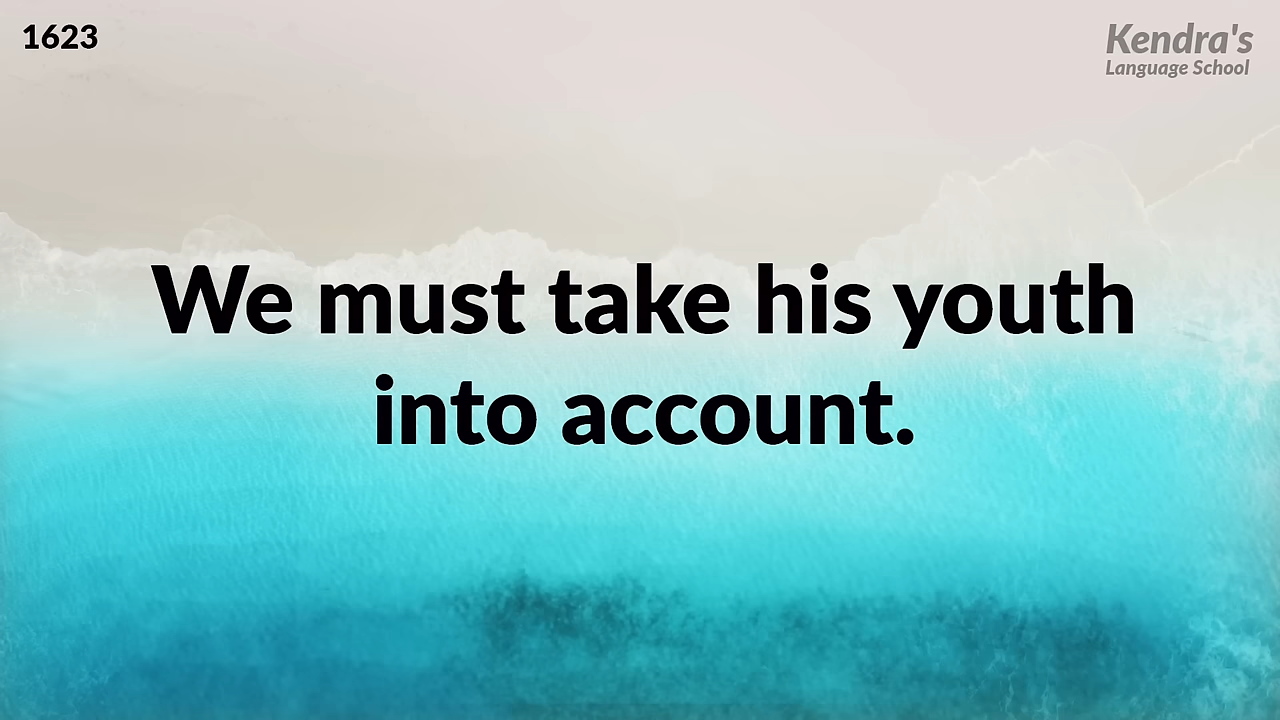 1623
Kendra's
Language School
We must take his youth
into account.